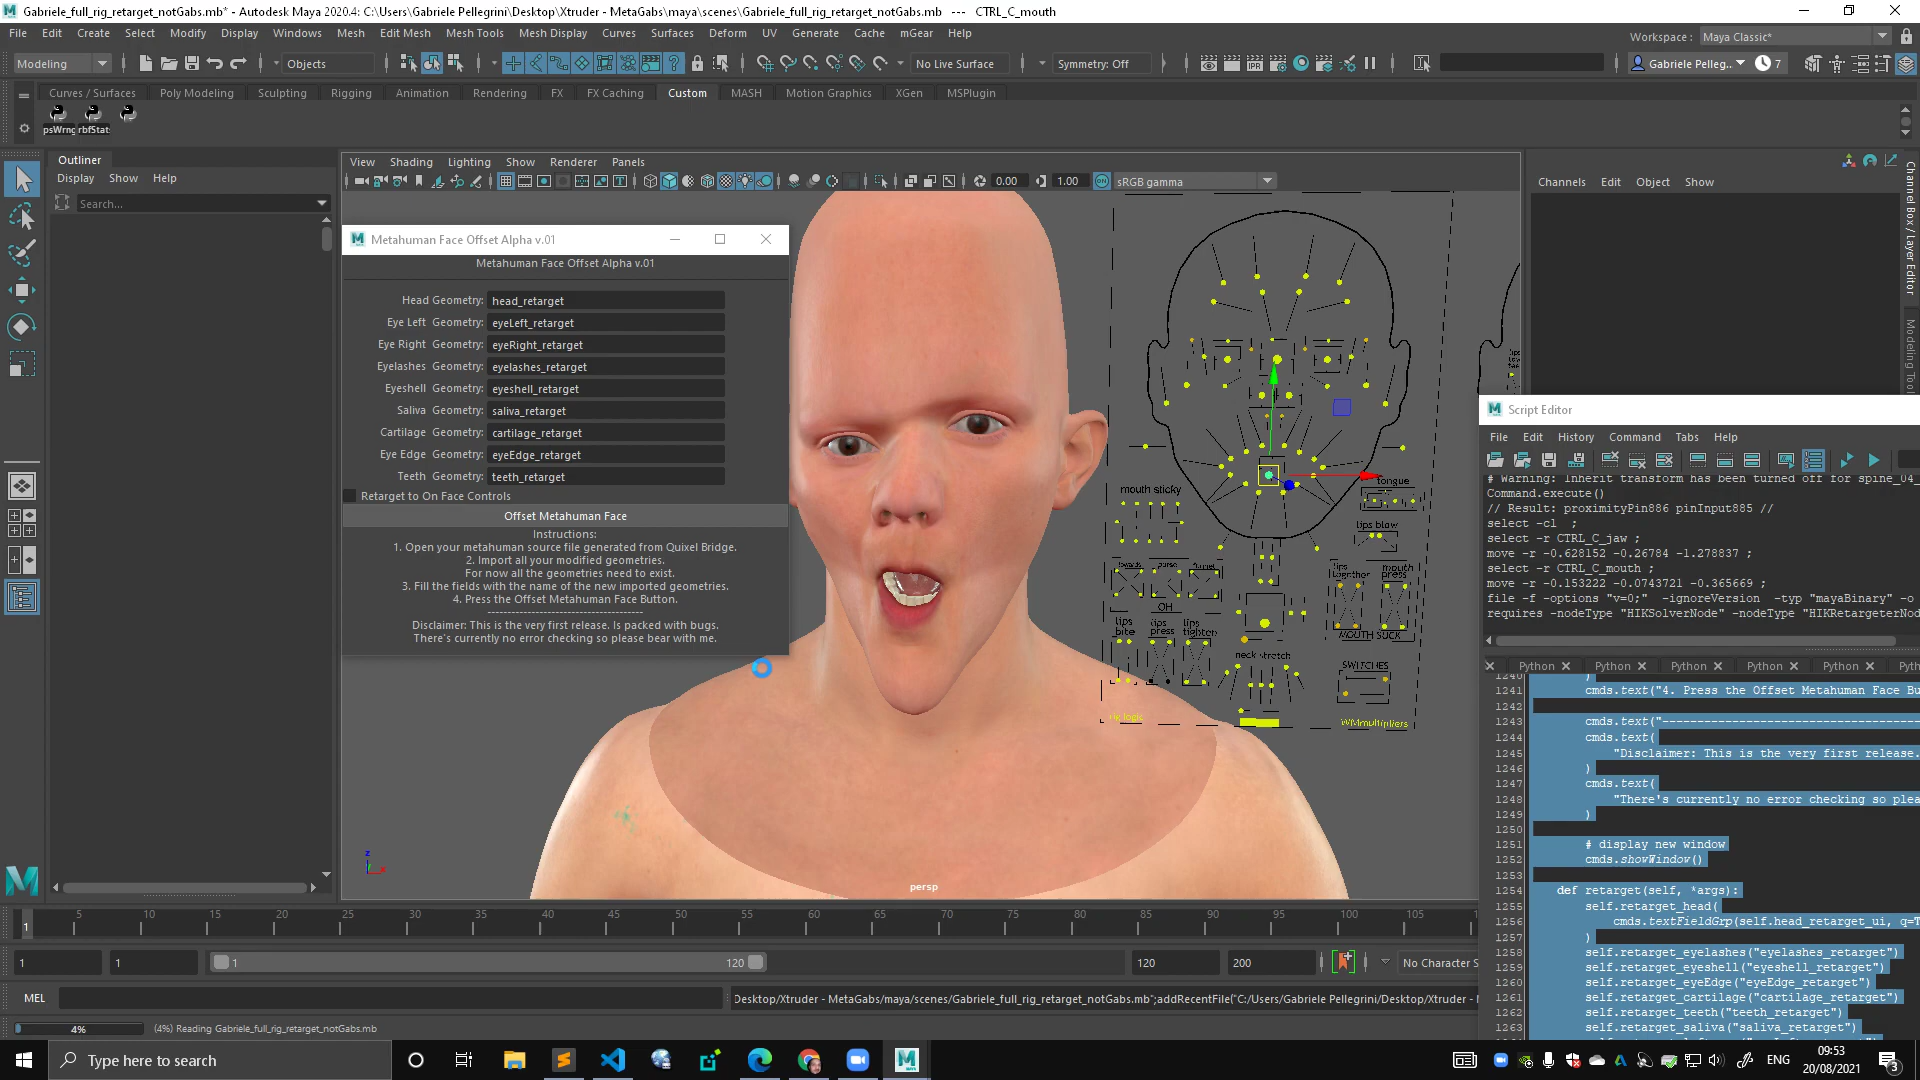 Gabriele_full_rig_retarget_notGabs.mb* - Autodesk Maya 2020.4: C:\Users\Gabriele Pellegrini\Desktop\Xtruder - MetaGabs\maya\scenes\Gabriele_full_rig_retarget_notGabs.mb --- CTRL_C_mouth
File Edit Create Select Modify Display Windows Mesh Edit Mesh Mesh Tools Mesh Display Curves Surfaces Deform UV Generate Cache mGear Help
Workspace : Maya Classic*
Modeling Objects No Live Surface Symmetry: Off Gabriele Pelleg... 7
Curves / Surfaces Poly Modeling Sculpting Rigging Animation Rendering FX FX Caching Custom MASH Motion Graphics XGen MSPlugin
psWrng rbfStats
Outliner
Display Show Help
Search...
View Shading Lighting Show Renderer Panels
0.00 1.00 sRGB gamma
Channels Edit Object Show
Channel Box / Layer Editor
Modeling Tool
Metahuman Face Offset Alpha v.01
Metahuman Face Offset Alpha v.01
Head Geometry: head_retarget
Eye Left Geometry: eyeLeft_retarget
Eye Right Geometry: eyeRight_retarget
Eyelashes Geometry: eyelashes_retarget
Eyeshell Geometry: eyeshell_retarget
Saliva Geometry: saliva_retarget
Cartilage Geometry: cartilage_retarget
Eye Edge Geometry: eyeEdge_retarget
Teeth Geometry: teeth_retarget
Retarget to On Face Controls
Offset Metahuman Face
Instructions:
1. Open your metahuman source file generated from Quixel Bridge.
2. Import all your modified geometries.
For now all the geometries need to exist.
3. Fill the fields with the name of the new imported geometries.
4. Press the Offset Metahuman Face Button.
----------------------------------------
Disclaimer: This is the very first release. Is packed with bugs.
There's currently no error checking so please bear with me.
mouth sticky
tongue
lips blow
towards purse funnel
OH
lips together mouth press
lips bite lips press lips tighten
MOUTH SUCK
neck stretch
SWITCHES
rig logic
WMmultipliers
persp
Script Editor
File Edit History Command Tabs Help
# Warning: Inherit transform has been turned off for spine_04_
Command.execute()
// Result: proximityPin886 pinInput885 //
select -cl ;
select -r CTRL_C_jaw ;
move -r -0.628152 -0.26784 -1.278837 ;
select -r CTRL_C_mouth ;
move -r -0.153222 -0.0743721 -0.365669 ;
file -f -options "v=0;" -ignoreVersion -typ "mayaBinary" -o
requires -nodeType "HIKSolverNode" -nodeType "HIKRetargeterNod
Python Python Python Python Python Pyth
1240 )
1241 cmds.text("4. Press the Offset Metahuman Face Bu
1242
1243 cmds.text("-------------------------------------
1244 cmds.text(
1245 "Disclaimer: This is the very first release.
1246 )
1247 cmds.text(
1248 "There's currently no error checking so plea
1249 )
1250
1251 # display new window
1252 cmds.showWindow()
1253
1254 def retarget(self, *args):
1255 self.retarget_head(
1256 cmds.textFieldGrp(self.head_retarget_ui, q=T
1257 )
1258 self.retarget_eyelashes("eyelashes_retarget")
1259 self.retarget_eyeshell("eyeshell_retarget")
1260 self.retarget_eyeEdge("eyeEdge_retarget")
1261 self.retarget_cartilage("cartilage_retarget")
1262 self.retarget_teeth("teeth_retarget")
1263 self.retarget_saliva("saliva_retarget")
5 10 15 20 25 30 35 40 45 50 55 60 65 70 75 80 85 90 95 100 105
1
1 1 1 120 120 200 No Character S
MEL Desktop/Xtruder - MetaGabs/maya/scenes/Gabriele_full_rig_retarget_notGabs.mb";addRecentFile("C:/Users/Gabriele Pellegrini/Desktop/Xtruder -
4% (4%) Reading Gabriele_full_rig_retarget_notGabs.mb
Type here to search
ENG
09:53
20/08/2021
3